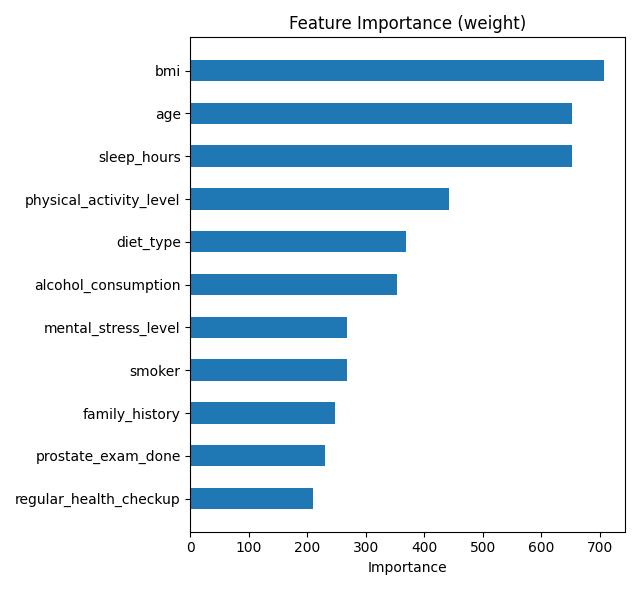 Feature Importance (weight)
bmi
age
sleep_hours
physical_activity_level
diet_type
alcohol_consumption
mental_stress_level
smoker
family_history
prostate_exam_done
regular_health_checkup
0 100 200 300 400 500 600 700
Importance